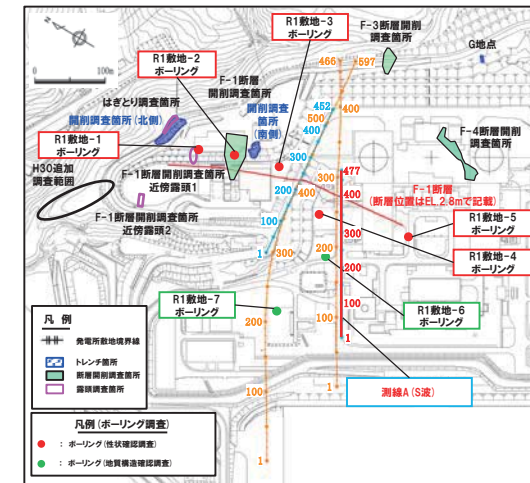 N
0 100m
R1敷地-2
ボーリング
F-1断層
開削調査箇所
R1敷地-3
ボーリング
F-3断層開削
調査箇所
G地点
466
597
はぎとり調査箇所
開削調査箇所(北側)
開削調査
箇所
(南側)
452
500
400
400
R1敷地-1
ボーリング
F-4断層開削
調査箇所
H30追加
調査範囲
F-1断層開削調査箇所
近傍露頭1
300
300
477
400
200
400
300
F-1断層
(断層位置はEL.2.8mで記載)
R1敷地-5
ボーリング
F-1断層開削調査箇所
近傍露頭2
100
300
200
300
1
200
R1敷地-4
ボーリング
R1敷地-7
ボーリング
R1敷地-6
ボーリング
200
100
100
1
凡 例
発電所敷地境界線
トレンチ箇所
断層開削調査箇所
露頭調査箇所
100
1
測線A(S波)
凡例(ボーリング調査)
: ボーリング(性状確認調査)
: ボーリング(地質構造確認調査)
1